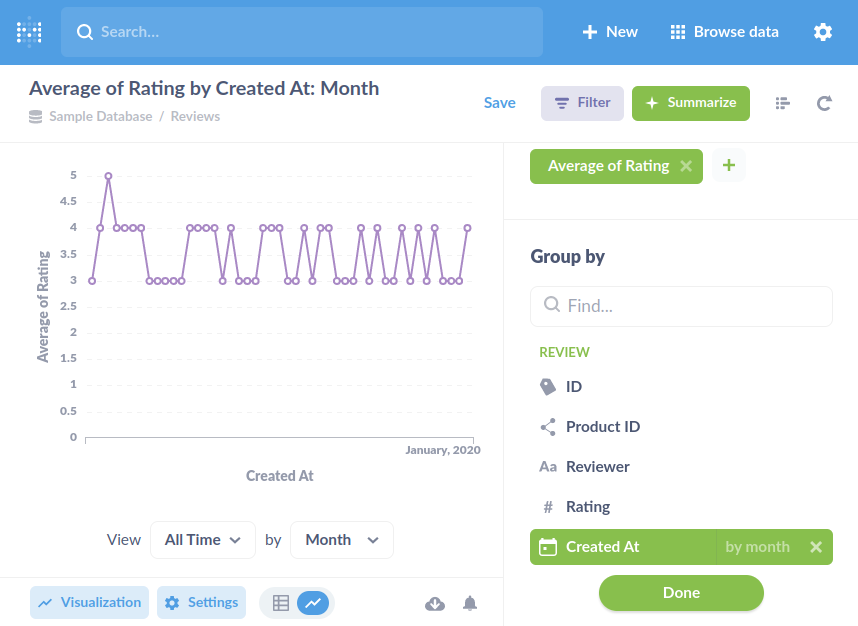 Search...
New
Browse data
Average of Rating by Created At: Month
Sample Database / Reviews
Save
Filter
Summarize
5
4.5
4
3.5
3
2.5
2
1.5
1
0.5
0
Average of Rating
January, 2020
Created At
View
All Time
by
Month
Visualization
Settings
Average of Rating
Group by
Find...
REVIEW
ID
Product ID
Aa Reviewer
# Rating
Created At by month
Done